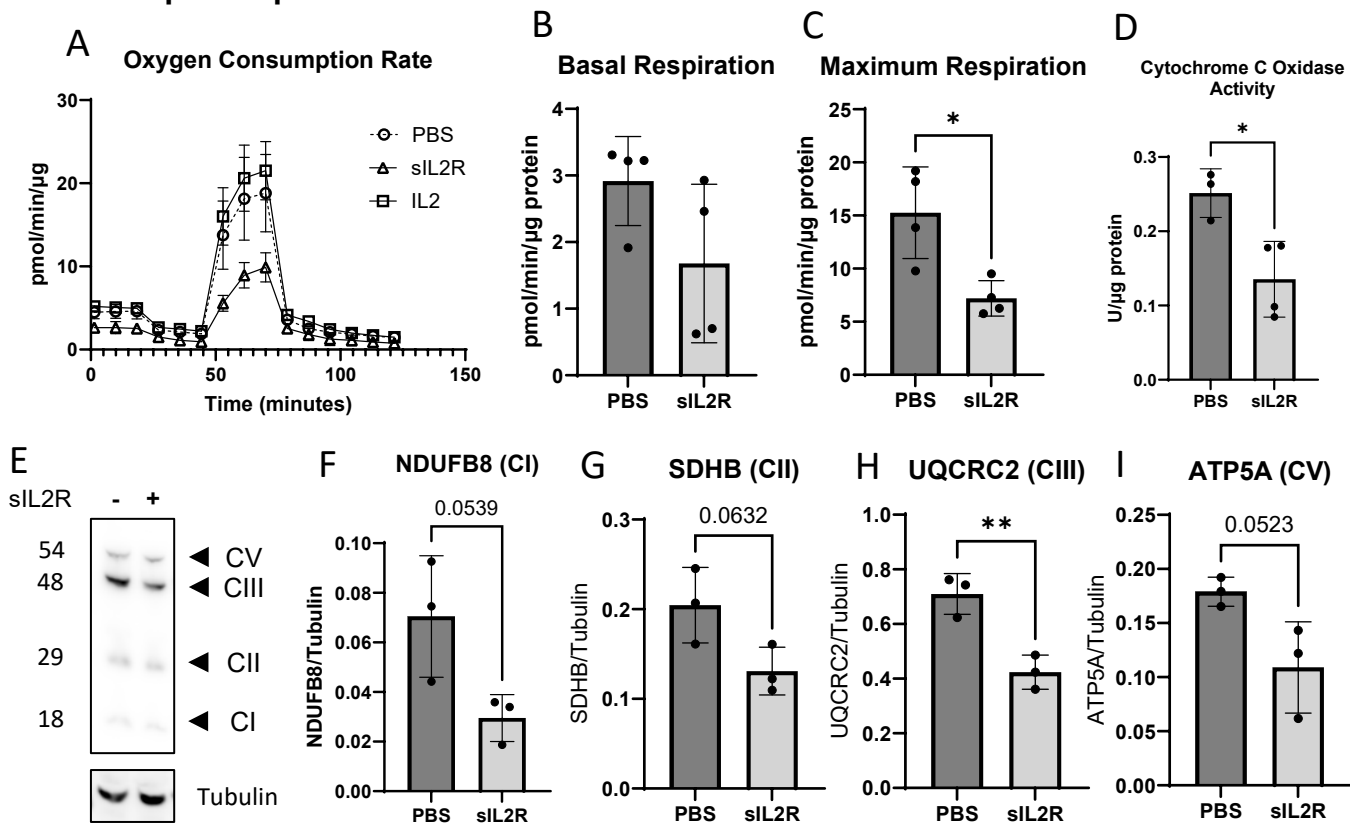 A
Oxygen Consumption Rate
pmol/min/µg
30
20
10
0
0
50
100
150
Time (minutes)
PBS
sIL2R
IL2
B
Basal Respiration
pmol/min/µg protein
4
3
2
1
0
PBS
sIL2R
C
Maximum Respiration
pmol/min/µg protein
25
20
15
10
5
0
*
PBS
sIL2R
D
Cytochrome C Oxidase
Activity
U/µg protein
0.3
0.2
0.1
0.0
*
PBS
sIL2R
E
sIL2R - +
54
CV
48
CIII
29
CII
18
CI
Tubulin
F
NDUFB8 (CI)
NDUFB8/Tubulin
0.10
0.08
0.06
0.04
0.02
0.00
0.0539
PBS
sIL2R
G
SDHB (CII)
SDHB/Tubulin
0.3
0.2
0.1
0.0
0.0632
PBS
sIL2R
H
UQCRC2 (CIII)
UQCRC2/Tubulin
1.0
0.8
0.6
0.4
0.2
0.0
**
PBS
sIL2R
I
ATP5A (CV)
ATP5A/Tubulin
0.25
0.20
0.15
0.10
0.05
0.00
0.0523
PBS
sIL2R